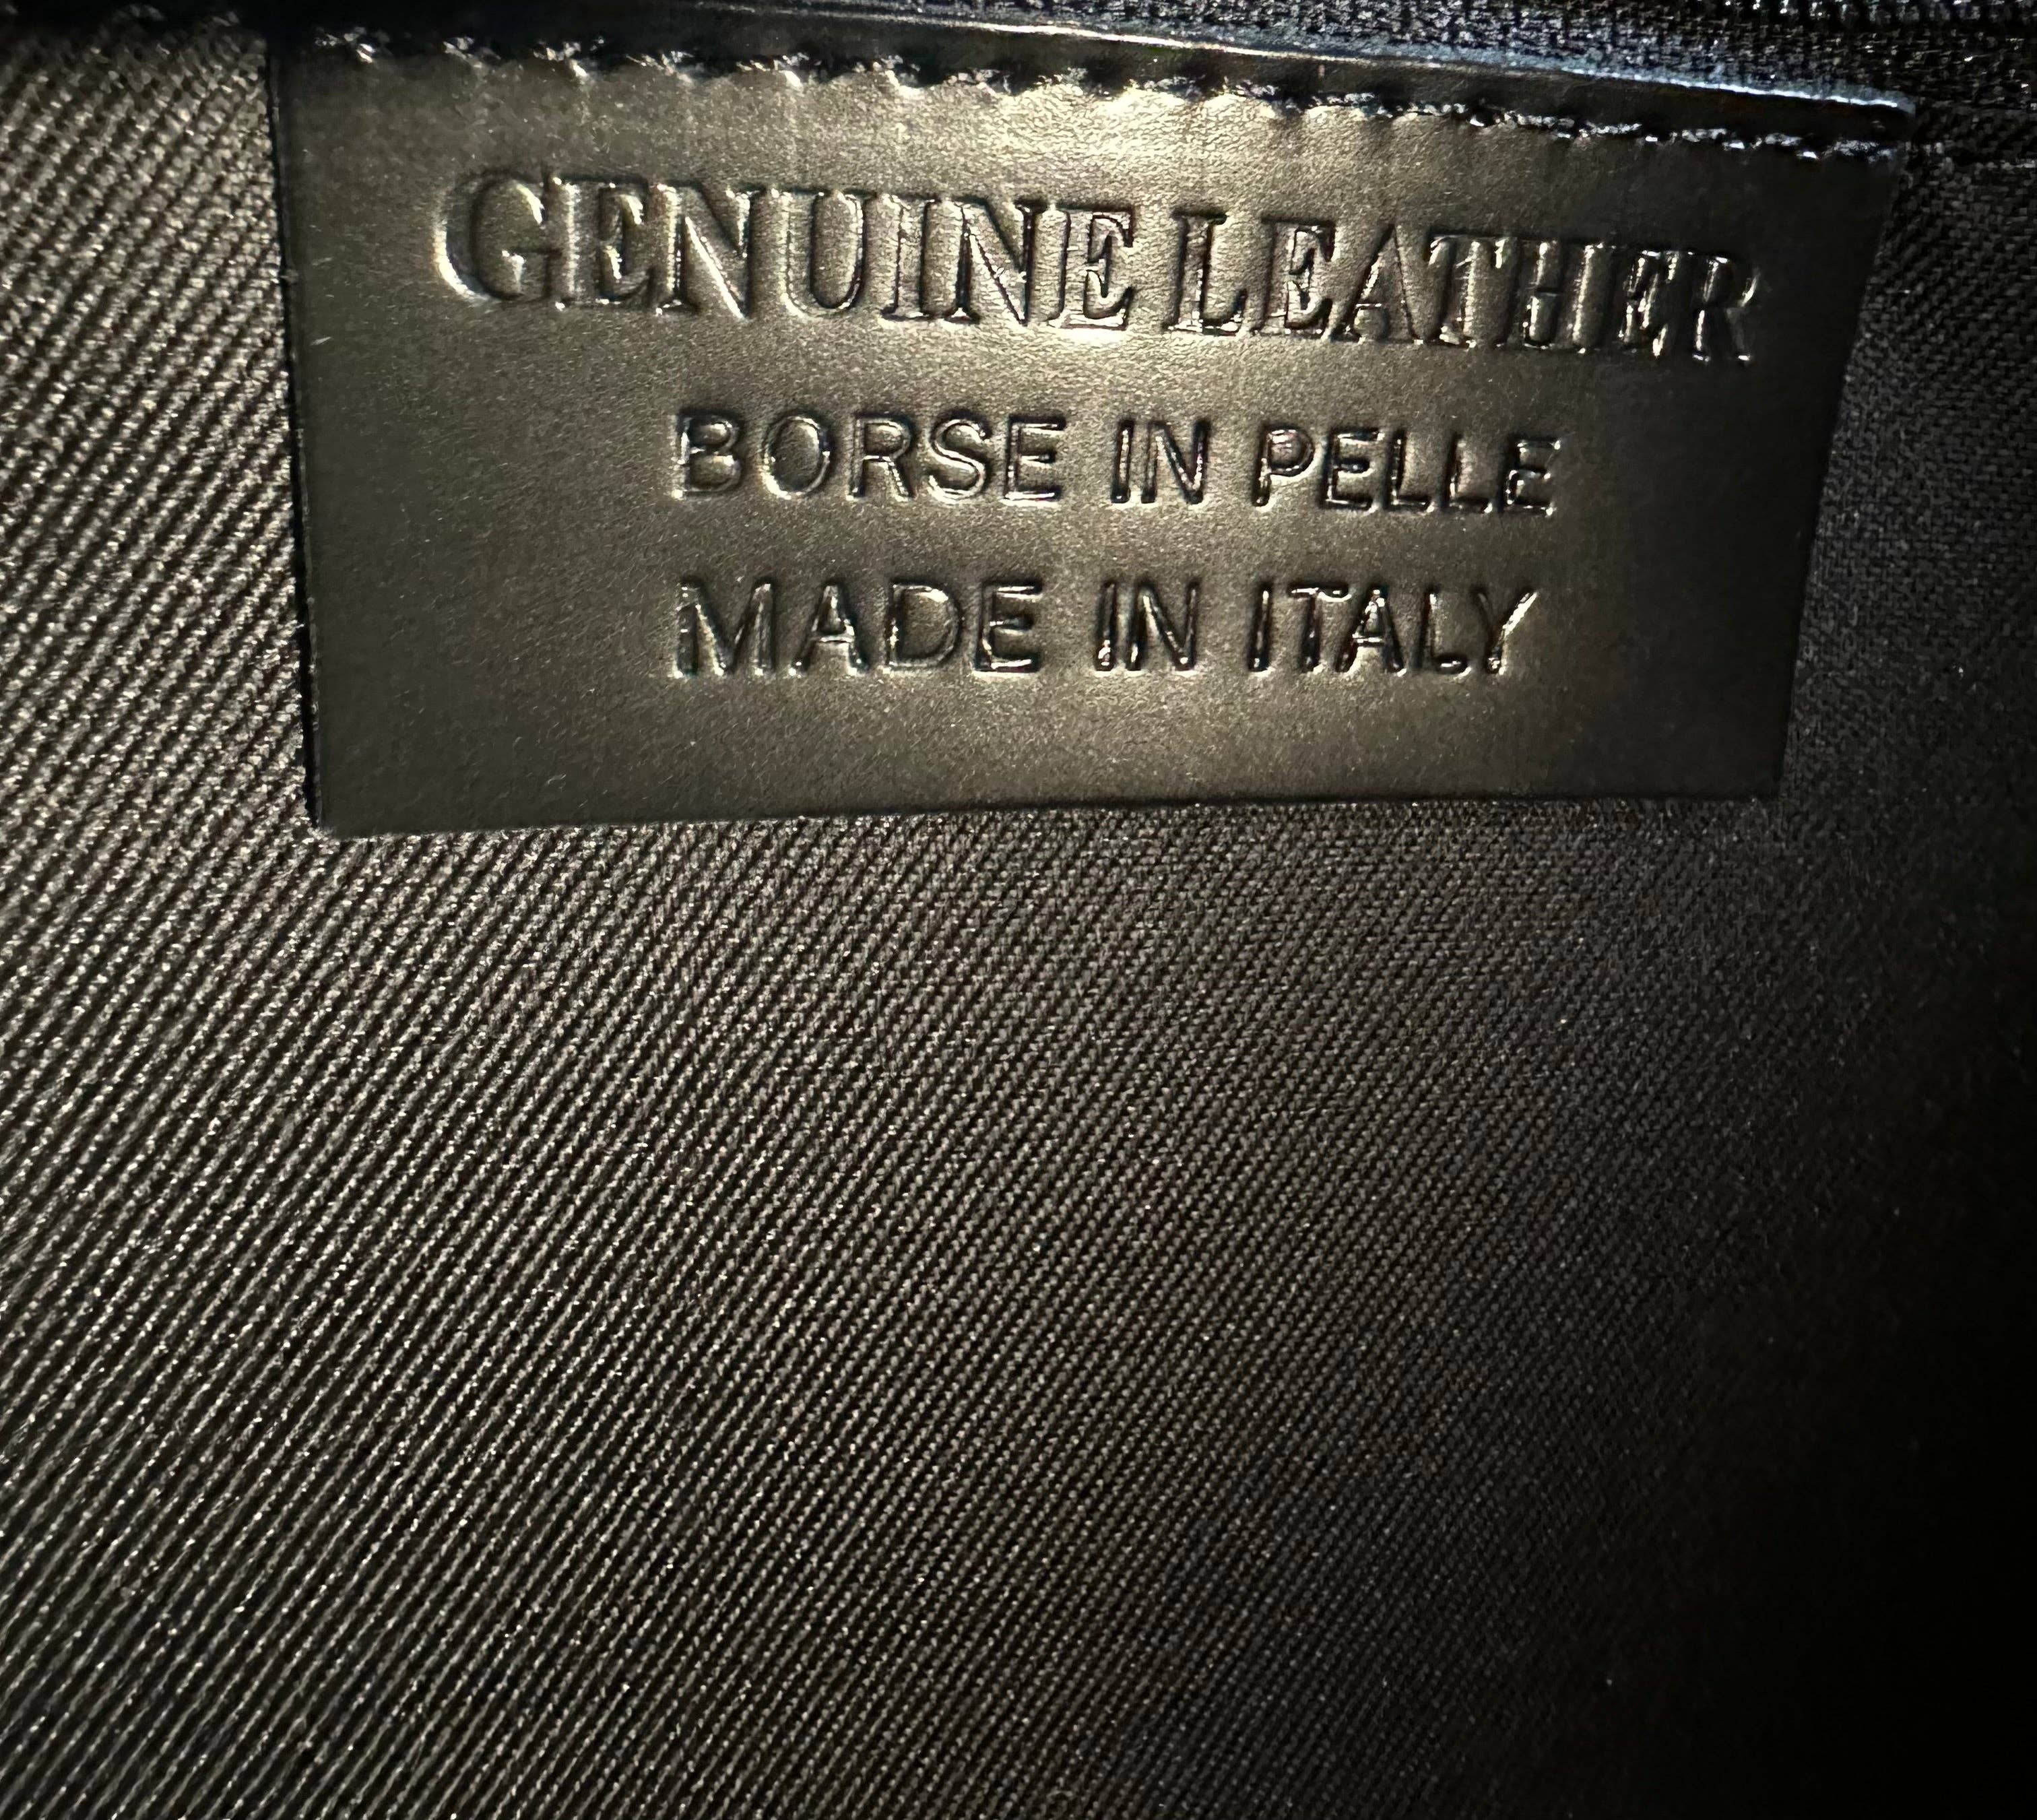 GENUINE LEATHER
BORSE IN PELLE
MADE IN ITALY